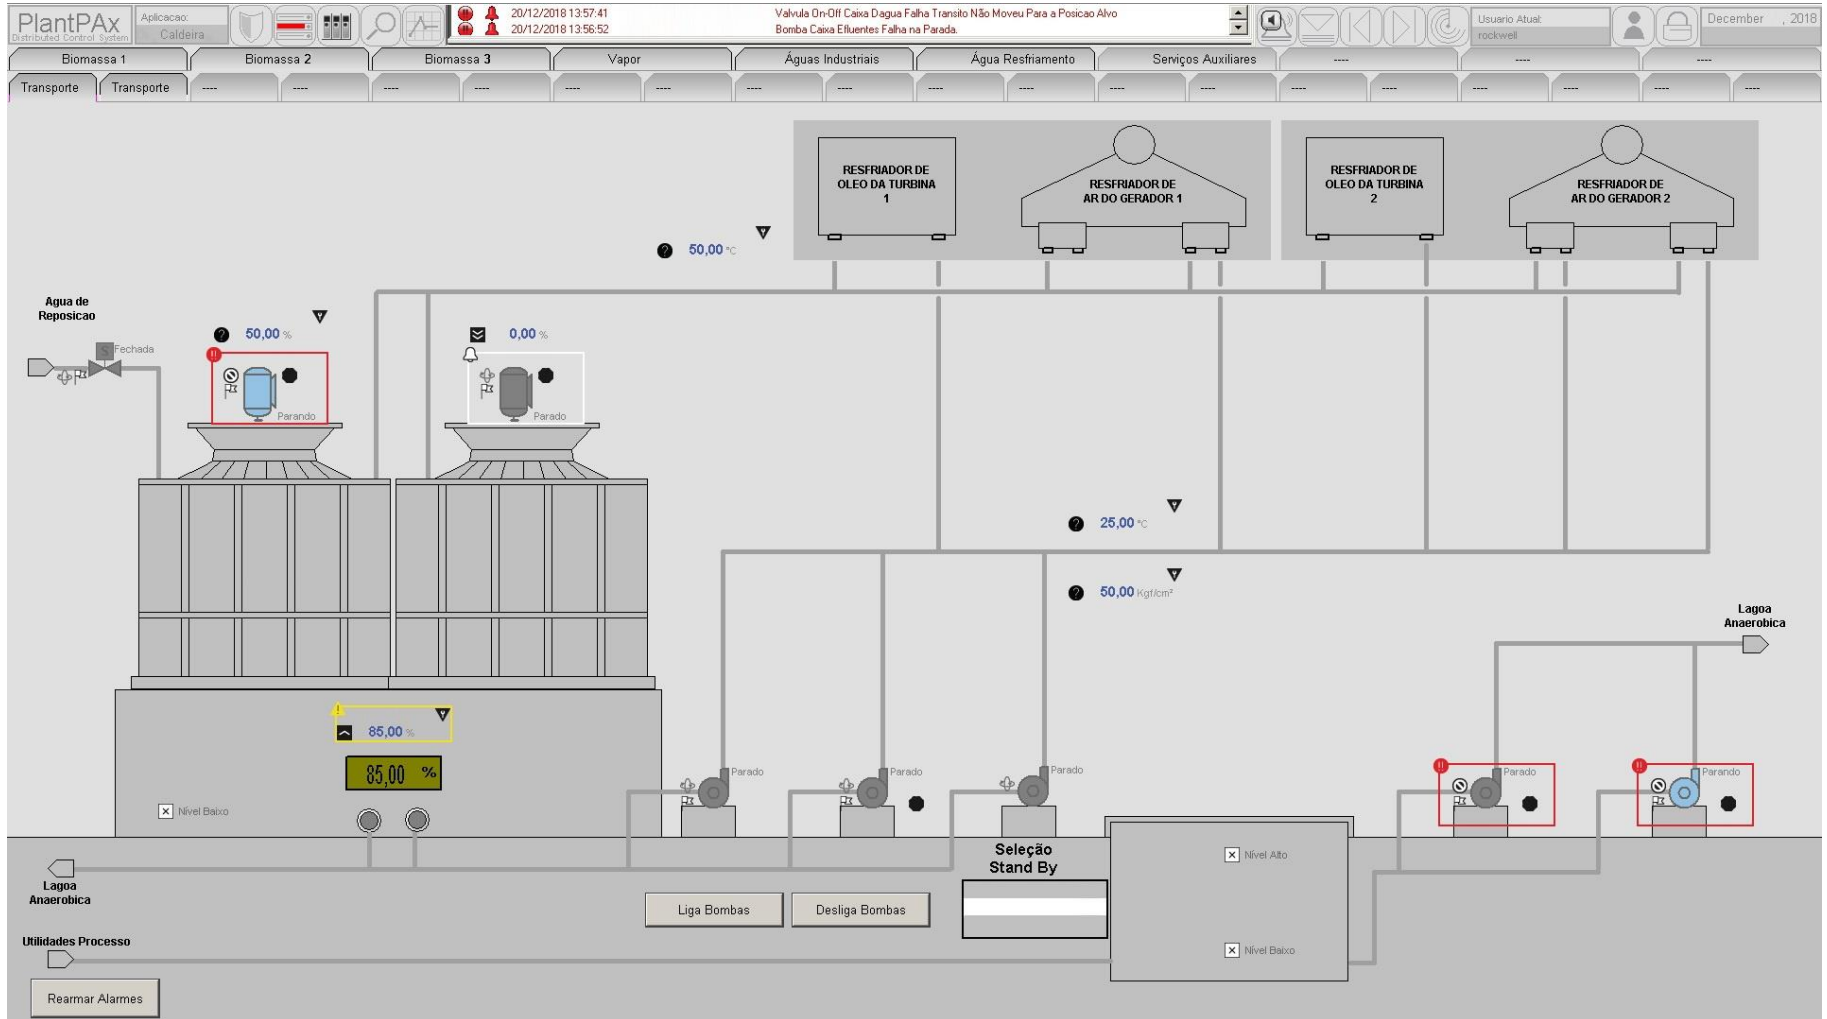 PlantPAx
Distributed Control System
Aplicacao:
Caldeira
20/12/2018 13:57:41 Valvula On-Off Caixa Dagua Falha Transito Não Moveu Para a Posicao Alvo
20/12/2018 13:56:52 Bomba Caixa Efluentes Falha na Parada.
Usuario Atual:
rockwell
December , 2018
Biomassa 1 Biomassa 2 Biomassa 3 Vapor Águas Industriais Água Resfriamento Serviços Auxiliares ---- ---- ----
Transporte Transporte ---- ---- ---- ---- ---- ---- ---- ---- ---- ---- ---- ---- ---- ---- ---- ---- ---- ----
RESFRIADOR DE
OLEO DA TURBINA
1
RESFRIADOR DE
AR DO GERADOR 1
RESFRIADOR DE
OLEO DA TURBINA
2
RESFRIADOR DE
AR DO GERADOR 2
? 50,00 °C
Agua de
Reposicao
S Fechada
? 50,00 %
0,00 %
Parando
Parado
? 25,00 °C
? 50,00 Kgf/cm²
Lagoa
Anaerobica
85,00 %
85,00 %
Nível Baixo
Parado
Parado
Parado
Parado
Parando
Seleção
Stand By
Nível Alto
Lagoa
Anaerobica
Liga Bombas
Desliga Bombas
Utilidades Processo
Nível Baixo
Rearmar Alarmes